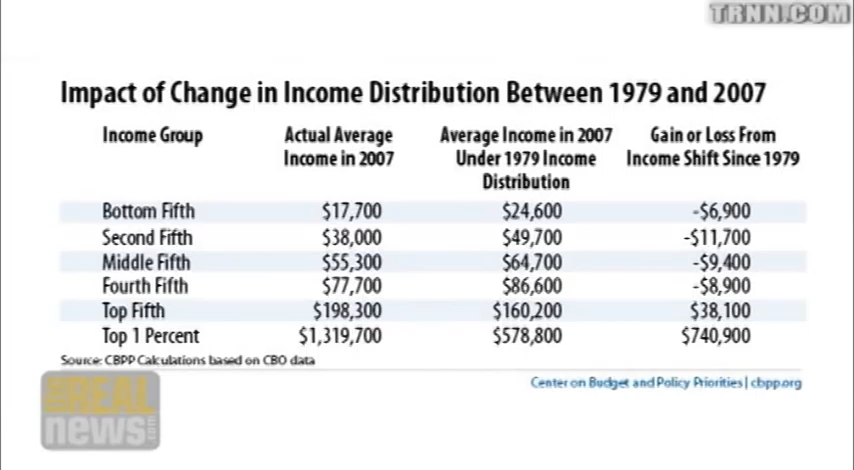 TRNN.COM
Impact of Change in Income Distribution Between 1979 and 2007
Income Group Actual Average Average Income in 2007 Gain or Loss From
Income in 2007 Under 1979 Income Income Shift Since 1979
Distribution
Bottom Fifth $17,700 $24,600 -$6,900
Second Fifth $38,000 $49,700 -$11,700
Middle Fifth $55,300 $64,700 -$9,400
Fourth Fifth $77,700 $86,600 -$8,900
Top Fifth $198,300 $160,200 $38,100
Top 1 Percent $1,319,700 $578,800 $740,900
Source: CBPP Calculations based on CBO data
Center on Budget and Policy Priorities | cbpp.org
THE REAL
news.com